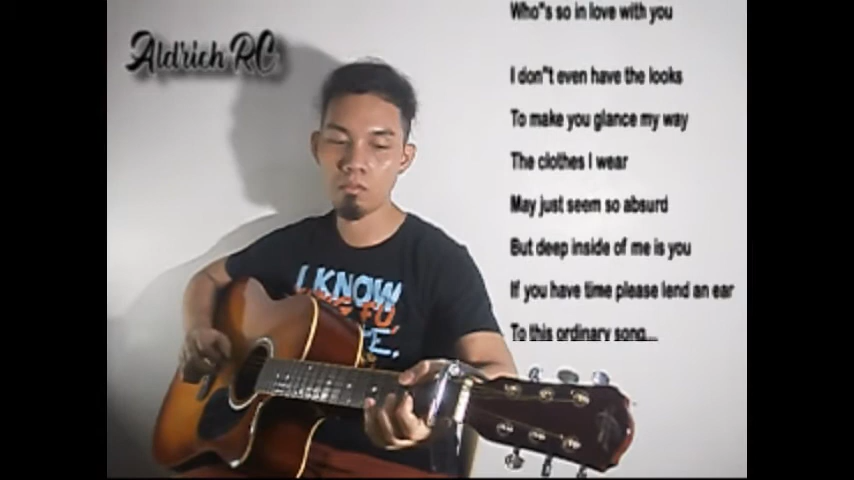 Aldrich RC
Who"s so in love with you
I don"t even have the looks
To make you glance my way
The clothes I wear
May just seem so absurd
But deep inside of me is you
If you have time please lend an ear
To this ordinary song...
I KNOW
FU